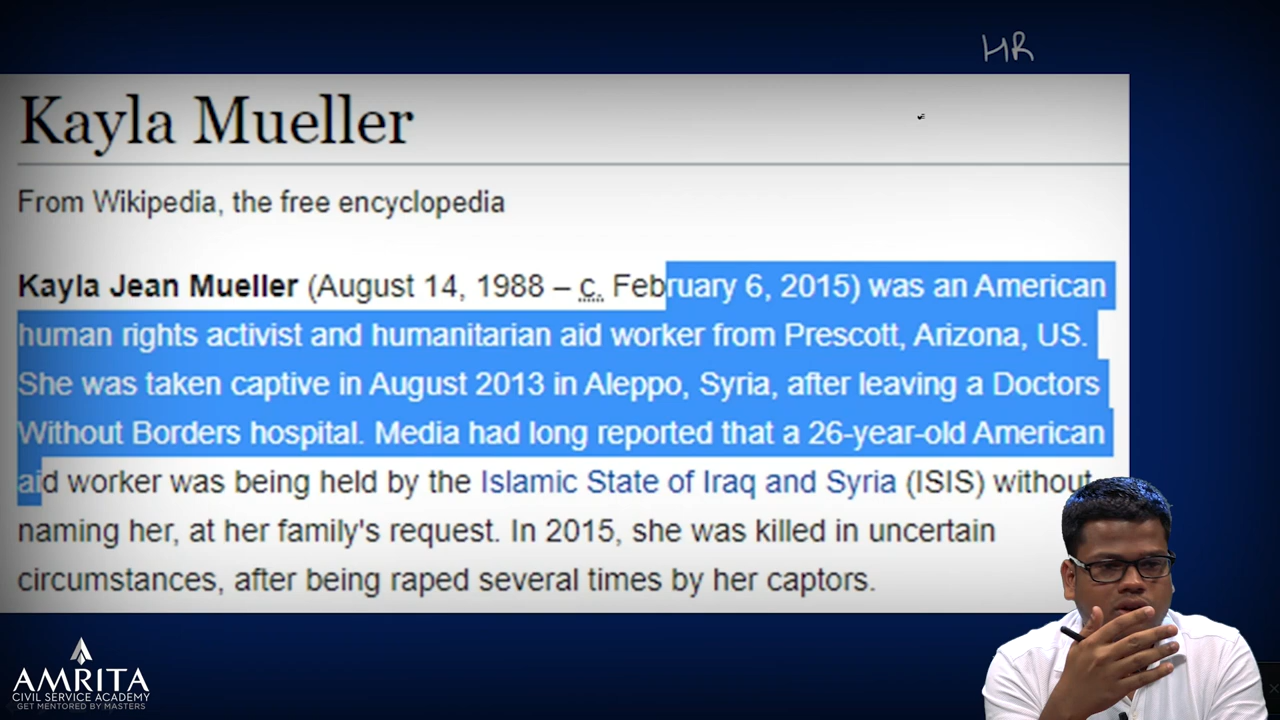 HR
Kayla Mueller
From Wikipedia, the free encyclopedia
Kayla Jean Mueller (August 14, 1988 – c. February 6, 2015) was an American
human rights activist and humanitarian aid worker from Prescott, Arizona, US.
She was taken captive in August 2013 in Aleppo, Syria, after leaving a Doctors
Without Borders hospital. Media had long reported that a 26-year-old American
aid worker was being held by the Islamic State of Iraq and Syria (ISIS) without
naming her, at her family's request. In 2015, she was killed in uncertain
circumstances, after being raped several times by her captors.
AMRITA
CIVIL SERVICE ACADEMY
GET MENTORED BY MASTERS